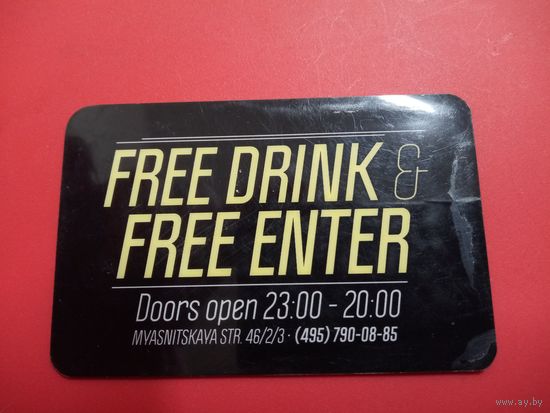 FREE DRINK &
FREE ENTER
Doors open 23:00 - 20:00
MYASNITSKAYA STR. 46/2/3 · (495) 790-08-85
www.ay.by